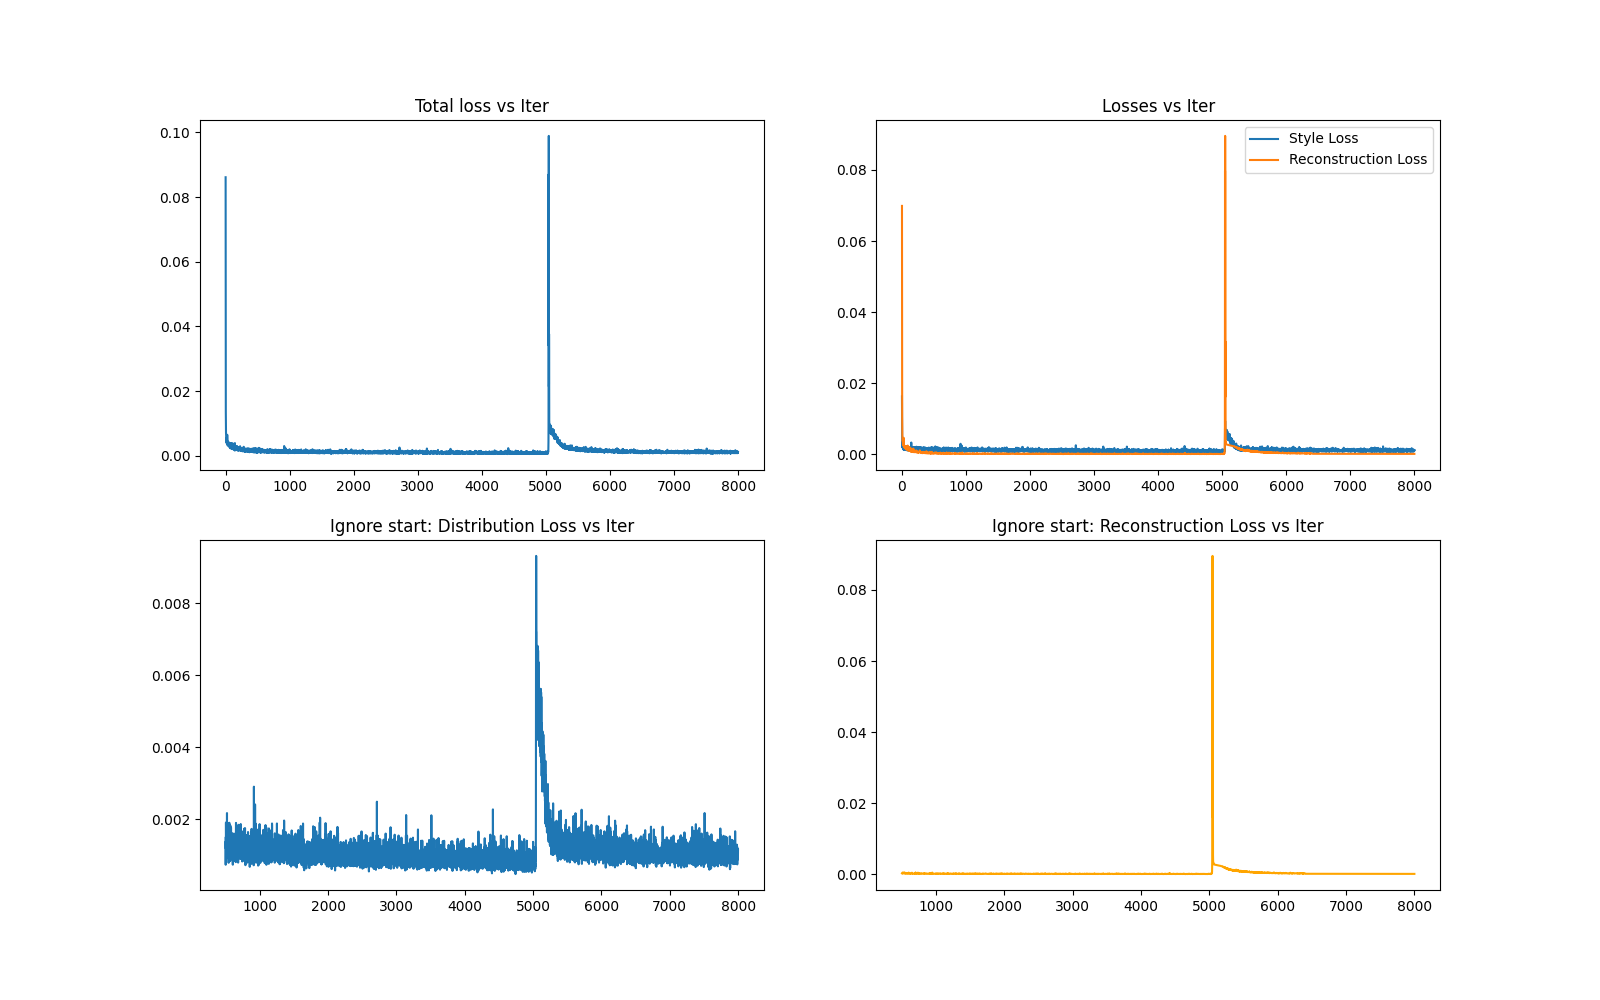 Total loss vs Iter
0.10
0.08
0.06
0.04
0.02
0.00
0 1000 2000 3000 4000 5000 6000 7000 8000
Losses vs Iter
Style Loss
Reconstruction Loss
0.08
0.06
0.04
0.02
0.00
0 1000 2000 3000 4000 5000 6000 7000 8000
Ignore start: Distribution Loss vs Iter
0.008
0.006
0.004
0.002
1000 2000 3000 4000 5000 6000 7000 8000
Ignore start: Reconstruction Loss vs Iter
0.08
0.06
0.04
0.02
0.00
1000 2000 3000 4000 5000 6000 7000 8000